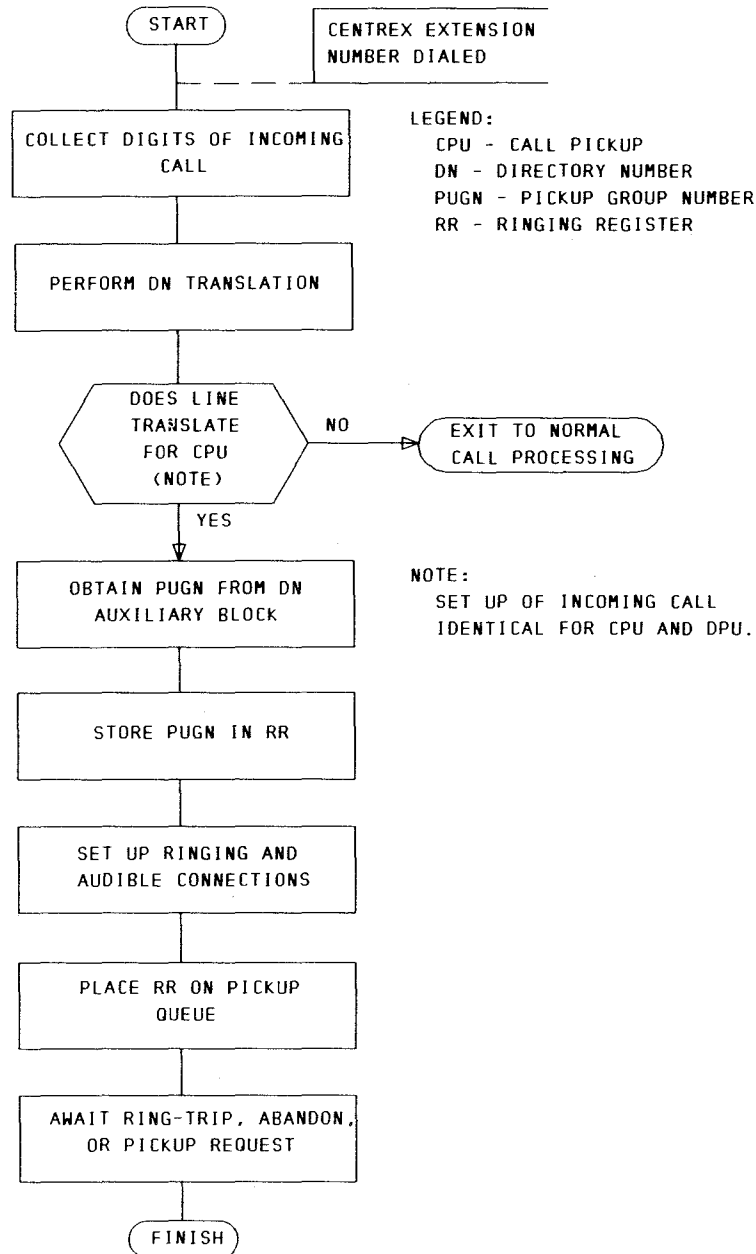 START
CENTREX EXTENSION
NUMBER DIALED
COLLECT DIGITS OF INCOMING
CALL
LEGEND:
CPU - CALL PICKUP
DN - DIRECTORY NUMBER
PUGN - PICKUP GROUP NUMBER
RR - RINGING REGISTER
PERFORM DN TRANSLATION
DOES LINE
TRANSLATE
FOR CPU
(NOTE)
NO
EXIT TO NORMAL
CALL PROCESSING
YES
OBTAIN PUGN FROM DN
AUXILIARY BLOCK
NOTE:
SET UP OF INCOMING CALL
IDENTICAL FOR CPU AND DPU.
STORE PUGN IN RR
SET UP RINGING AND
AUDIBLE CONNECTIONS
PLACE RR ON PICKUP
QUEUE
AWAIT RING-TRIP, ABANDON,
OR PICKUP REQUEST
FINISH